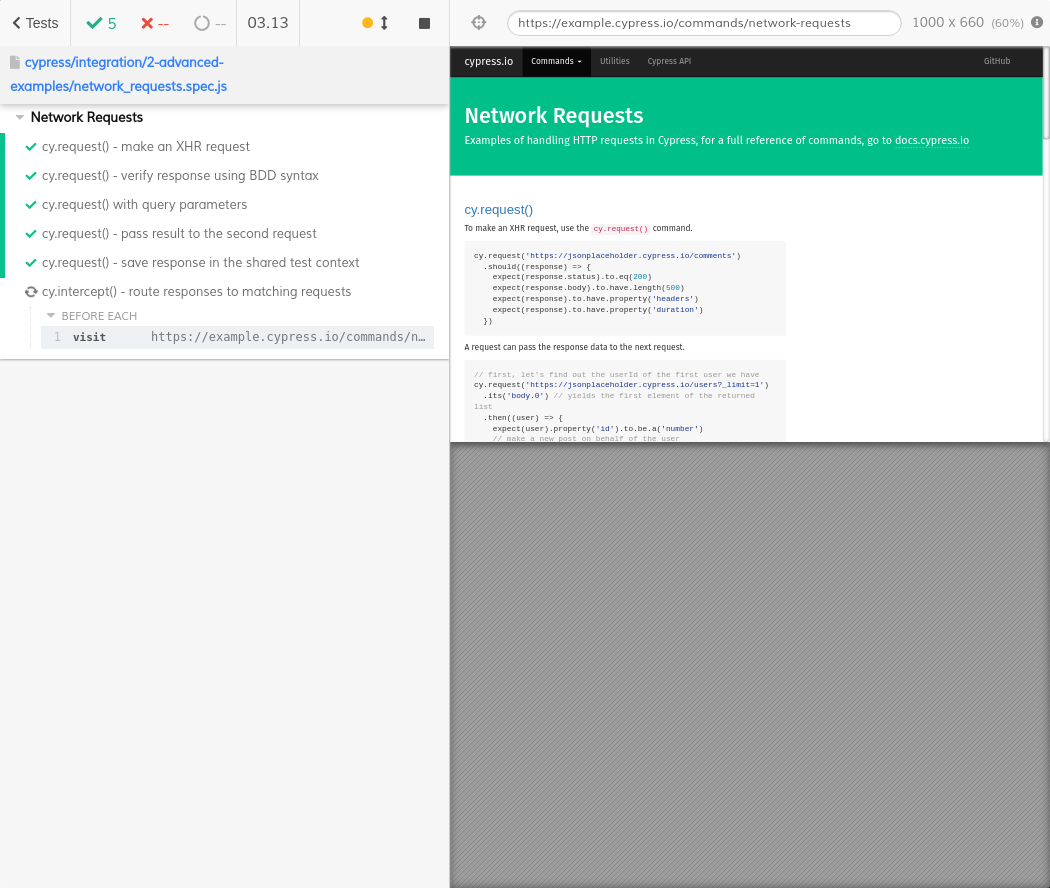 Tests
5
--
--
03.13
https://example.cypress.io/commands/network-requests
1000 x 660 (60%)
cypress/integration/2-advanced-
examples/network_requests.spec.js
Network Requests
cy.request() - make an XHR request
cy.request() - verify response using BDD syntax
cy.request() with query parameters
cy.request() - pass result to the second request
cy.request() - save response in the shared test context
cy.intercept() - route responses to matching requests
BEFORE EACH
1 visit https://example.cypress.io/commands/n…
cypress.io Commands Utilities Cypress API GitHub
Network Requests
Examples of handling HTTP requests in Cypress, for a full reference of commands, go to docs.cypress.io
cy.request()
To make an XHR request, use the cy.request() command.
cy.request('https://jsonplaceholder.cypress.io/comments')
.should((response) => {
expect(response.status).to.eq(200)
expect(response.body).to.have.length(500)
expect(response).to.have.property('headers')
expect(response).to.have.property('duration')
})
A request can pass the response data to the next request.
// first, let's find out the userId of the first user we have
cy.request('https://jsonplaceholder.cypress.io/users?_limit=1')
.its('body.0') // yields the first element of the returned
list
.then((user) => {
expect(user).property('id').to.be.a('number')
// make a new post on behalf of the user